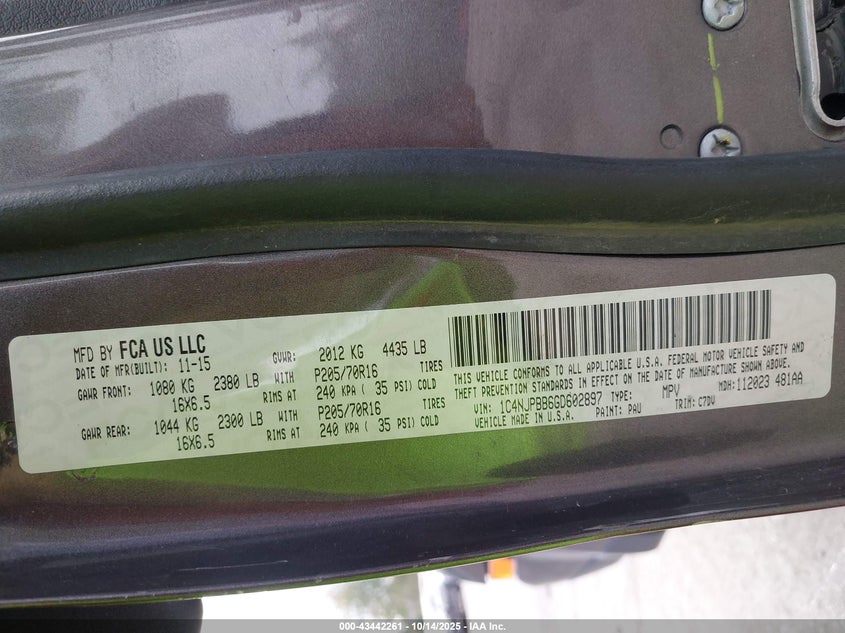 MFD BY FCA US LLC
DATE OF MFR(BUILT): 11-15 GVWR: 2012 KG 4435 LB
GAWR FRONT: 1080 KG 2380 LB WITH P205/70R16 TIRES
16X6.5 RIMS AT 240 KPA ( 35 PSI) COLD
GAWR REAR: 1044 KG 2300 LB WITH P205/70R16 TIRES
16X6.5 RIMS AT 240 KPA ( 35 PSI) COLD
THIS VEHICLE CONFORMS TO ALL APPLICABLE U.S.A. FEDERAL MOTOR VEHICLE SAFETY AND
THEFT PREVENTION STANDARDS IN EFFECT ON THE DATE OF MANUFACTURE SHOWN ABOVE.
VIN: 1C4NJPBB6GD602897 TYPE: MPV MDH: 112023 481AA
VEHICLE MADE IN U.S.A. PAINT: PAU TRIM: C7DV
000-43442261 - 10/14/2025 - IAA Inc.